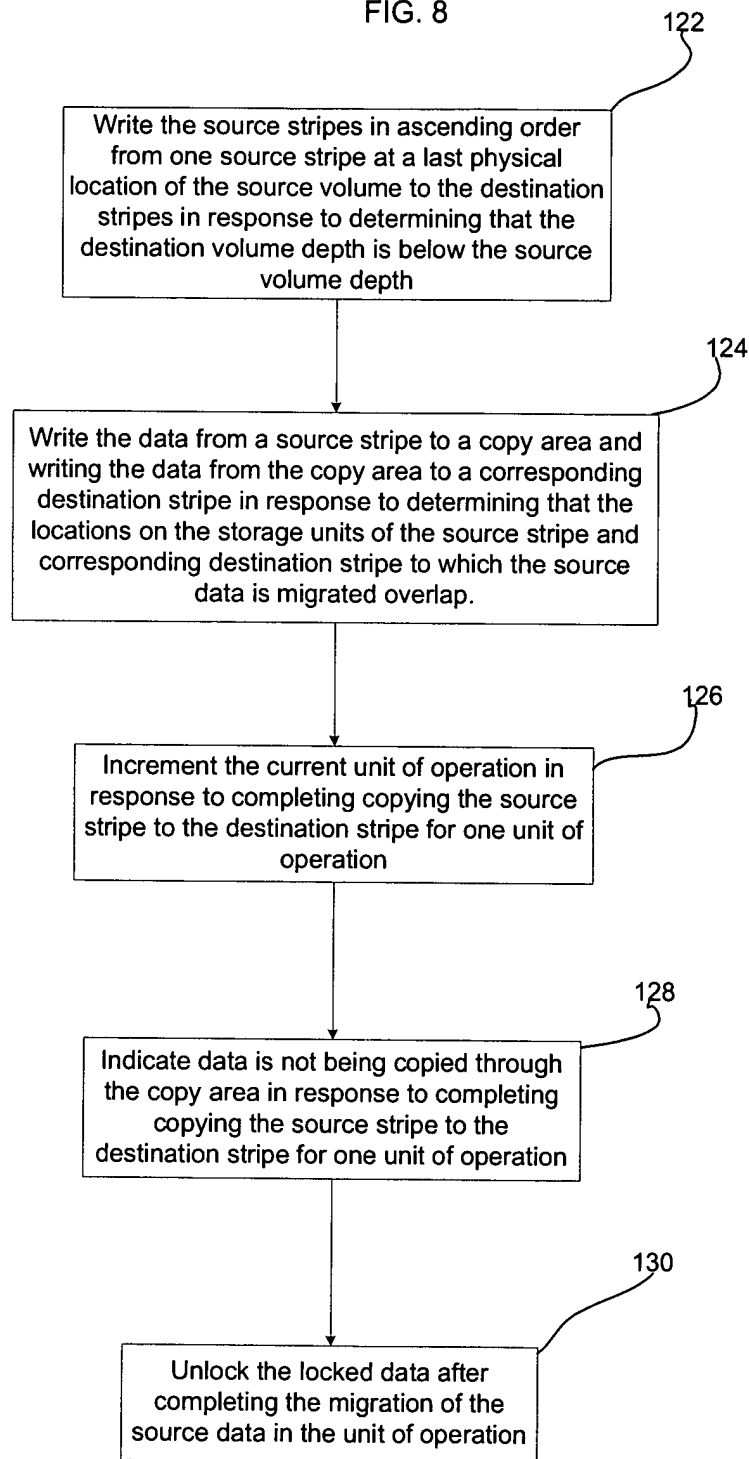 FIG. 8
122
Write the source stripes in ascending order
from one source stripe at a last physical
location of the source volume to the destination
stripes in response to determining that the
destination volume depth is below the source
volume depth
124
Write the data from a source stripe to a copy area and
writing the data from the copy area to a corresponding
destination stripe in response to determining that the
locations on the storage units of the source stripe and
corresponding destination stripe to which the source
data is migrated overlap.
126
Increment the current unit of operation in
response to completing copying the source
stripe to the destination stripe for one unit of
operation
128
Indicate data is not being copied through
the copy area in response to completing
copying the source stripe to the
destination stripe for one unit of operation
130
Unlock the locked data after
completing the migration of the
source data in the unit of operation